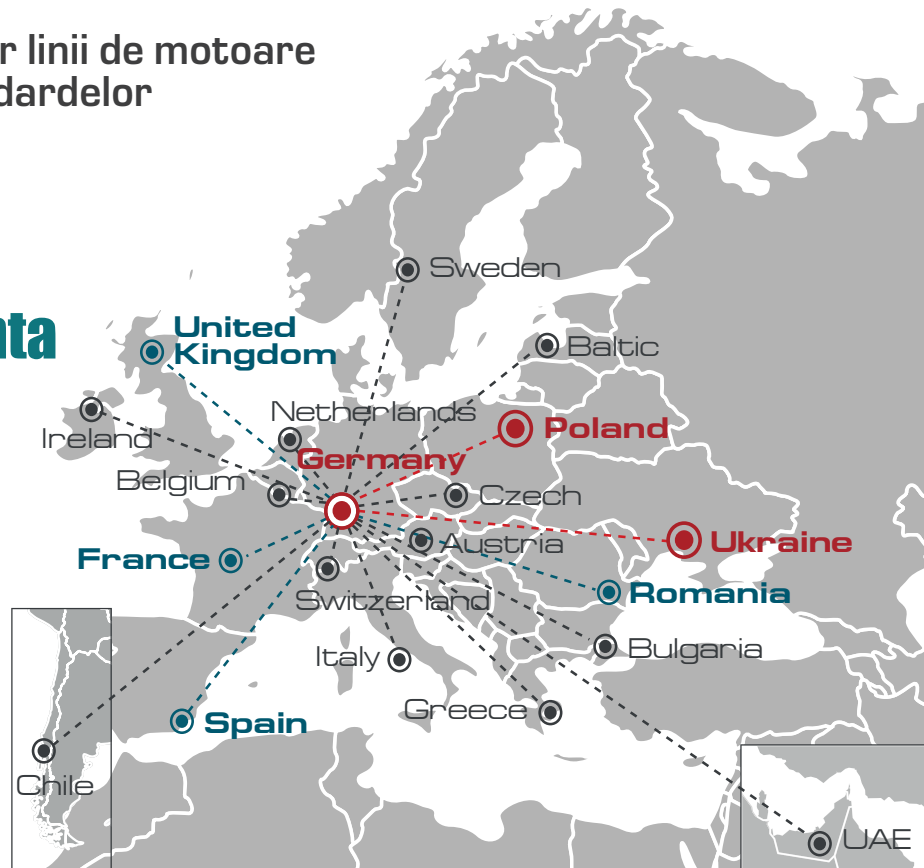 r linii de motoare
dardelor
Sweden
nta
United
Kingdom
Baltic
Netherlands
Poland
Ireland
Germany
Belgium
Czech
Ukraine
Austria
France
Switzerland
Romania
Bulgaria
Italy
Greece
Spain
Chile
UAE